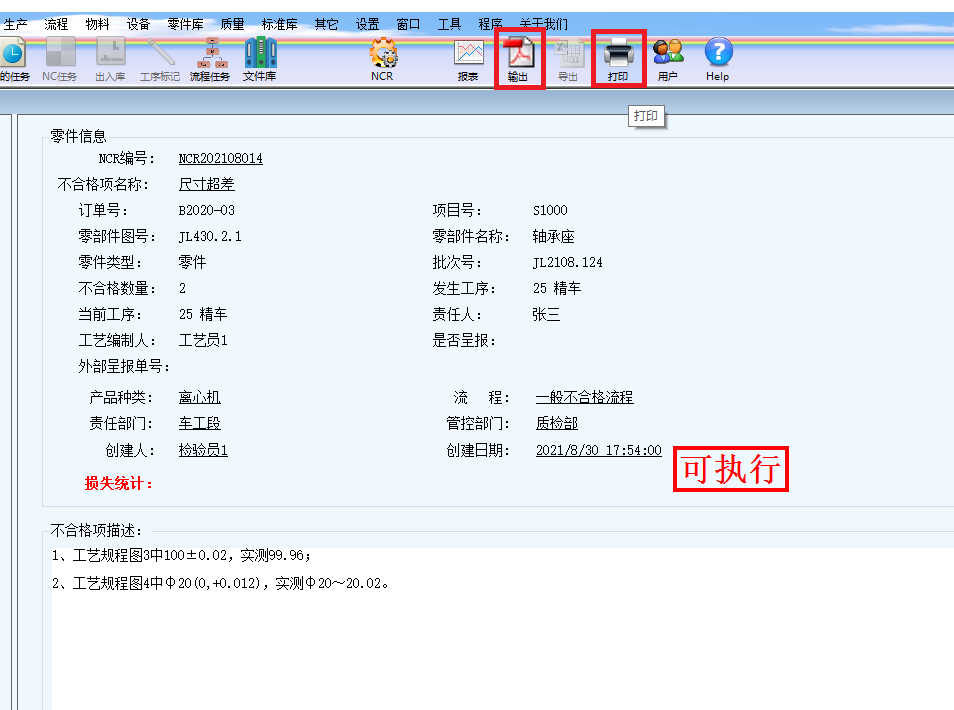 生产 流程 物料 设备 零件库 质量 标准库 其它 设置 窗口 工具 程序 关于我们
的任务 NC任务 出入库 工序标记 流程任务 文件库 NCR 报表 输出 导出 打印 用户 Help
打印
零件信息
NCR编号： NCR202108014
不合格项名称： 尺寸超差
订单号： B2020-03 项目号： S1000
零部件图号： JL430.2.1 零部件名称： 轴承座
零件类型： 零件 批次号： JL2108.124
不合格数量： 2 发生工序： 25 精车
当前工序： 25 精车 责任人： 张三
工艺编制人： 工艺员1 是否呈报：
外部呈报单号：
产品种类： 离心机 流 程： 一般不合格流程
责任部门： 车工段 管控部门： 质检部
创建人： 检验员1 创建日期： 2021/8/30 17:54:00
可执行
损失统计：
不合格项描述：
1、工艺规程图3中100±0.02，实测99.96；
2、工艺规程图4中Φ20(0,+0.012)，实测Φ20～20.02。